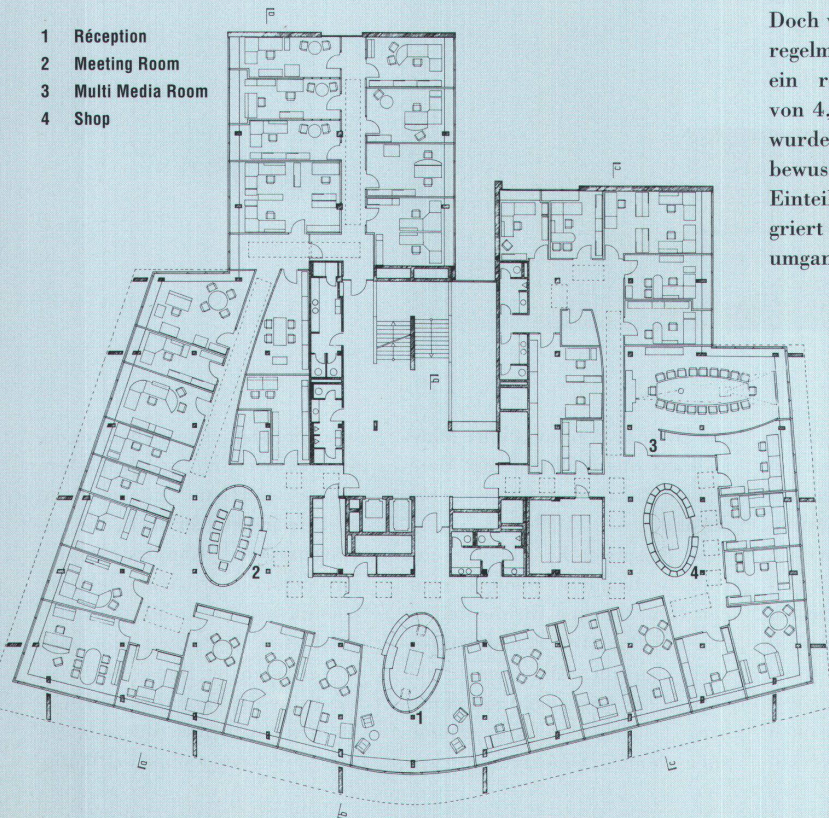 1 Réception
2 Meeting Room
3 Multi Media Room
4 Shop
Doch
regelm
ein r
von 4,
wurde
bewus
Eintei
griert
umgan
3
2
4
1